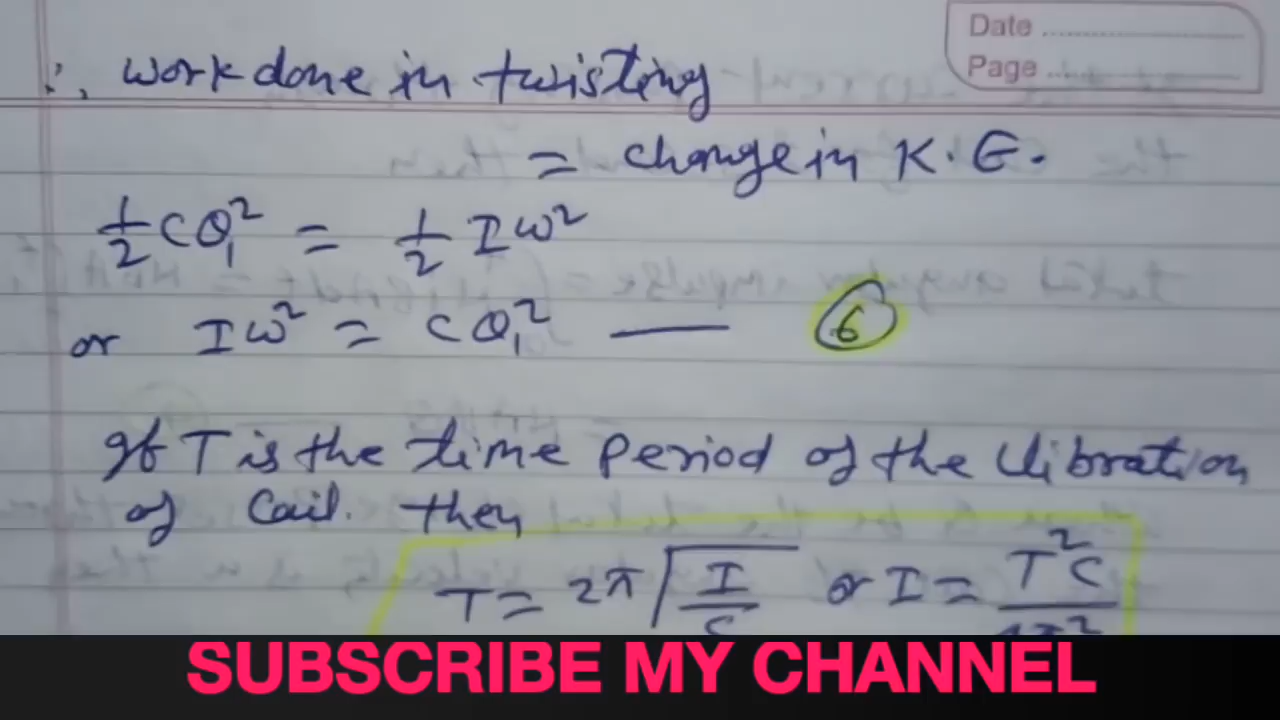 Date
Page
∴ work done in twisting
= change in K.E.
1/2 Cθ₁² = 1/2 Iω²
or Iω² = Cθ₁² — 6
If T is the time period of the vibration
of Coil. then
T = 2π√(I/C) or I = T²C/4π²
SUBSCRIBE MY CHANNEL